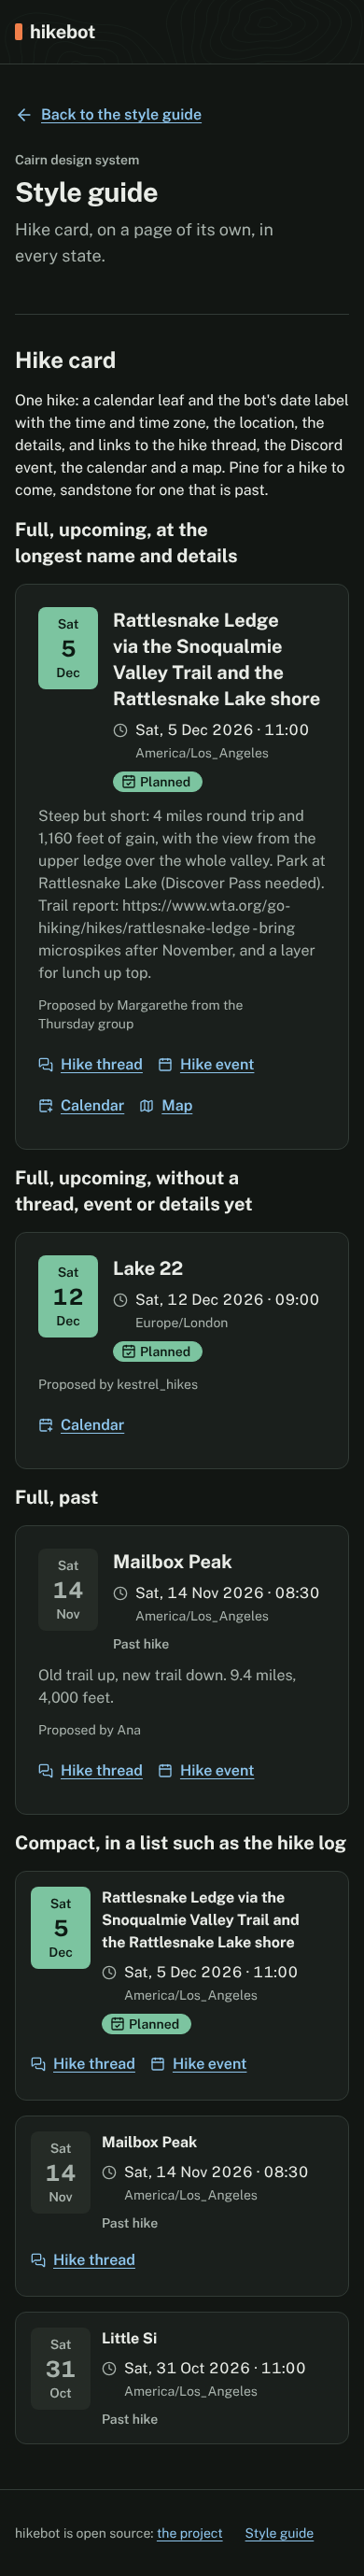 hikebot
Back to the style guide
Cairn design system
Style guide
Hike card, on a page of its own, in
every state.
Hike card
One hike: a calendar leaf and the bot's date label
with the time and time zone, the location, the
details, and links to the hike thread, the Discord
event, the calendar and a map. Pine for a hike to
come, sandstone for one that is past.
Full, upcoming, at the
longest name and details
Sat
5
Dec
Rattlesnake Ledge
via the Snoqualmie
Valley Trail and the
Rattlesnake Lake shore
Sat, 5 Dec 2026 · 11:00
America/Los_Angeles
Planned
Steep but short: 4 miles round trip and
1,160 feet of gain, with the view from the
upper ledge over the whole valley. Park at
Rattlesnake Lake (Discover Pass needed).
Trail report: https://www.wta.org/go-
hiking/hikes/rattlesnake-ledge - bring
microspikes after November, and a layer
for lunch up top.
Proposed by Margarethe from the
Thursday group
Hike thread Hike event
Calendar Map
Full, upcoming, without a
thread, event or details yet
Sat
12
Dec
Lake 22
Sat, 12 Dec 2026 · 09:00
Europe/London
Planned
Proposed by kestrel_hikes
Calendar
Full, past
Sat
14
Nov
Mailbox Peak
Sat, 14 Nov 2026 · 08:30
America/Los_Angeles
Past hike
Old trail up, new trail down. 9.4 miles,
4,000 feet.
Proposed by Ana
Hike thread Hike event
Compact, in a list such as the hike log
Sat
5
Dec
Rattlesnake Ledge via the
Snoqualmie Valley Trail and
the Rattlesnake Lake shore
Sat, 5 Dec 2026 · 11:00
America/Los_Angeles
Planned
Hike thread Hike event
Sat
14
Nov
Mailbox Peak
Sat, 14 Nov 2026 · 08:30
America/Los_Angeles
Past hike
Hike thread
Sat
31
Oct
Little Si
Sat, 31 Oct 2026 · 11:00
America/Los_Angeles
Past hike
hikebot is open source: the project Style guide